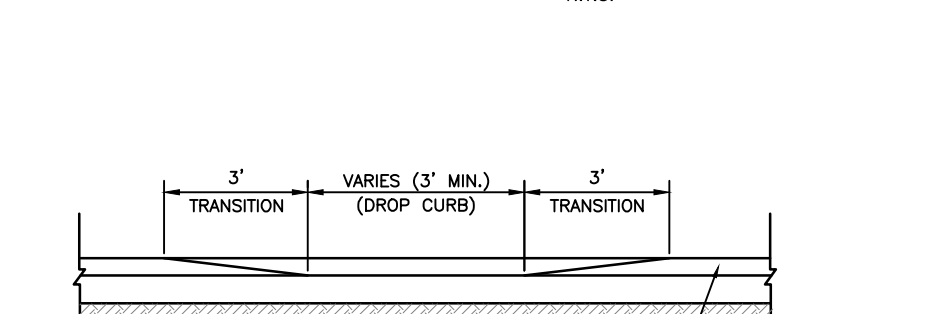 3'
TRANSITION
VARIES (3' MIN.)
(DROP CURB)
3'
TRANSITION